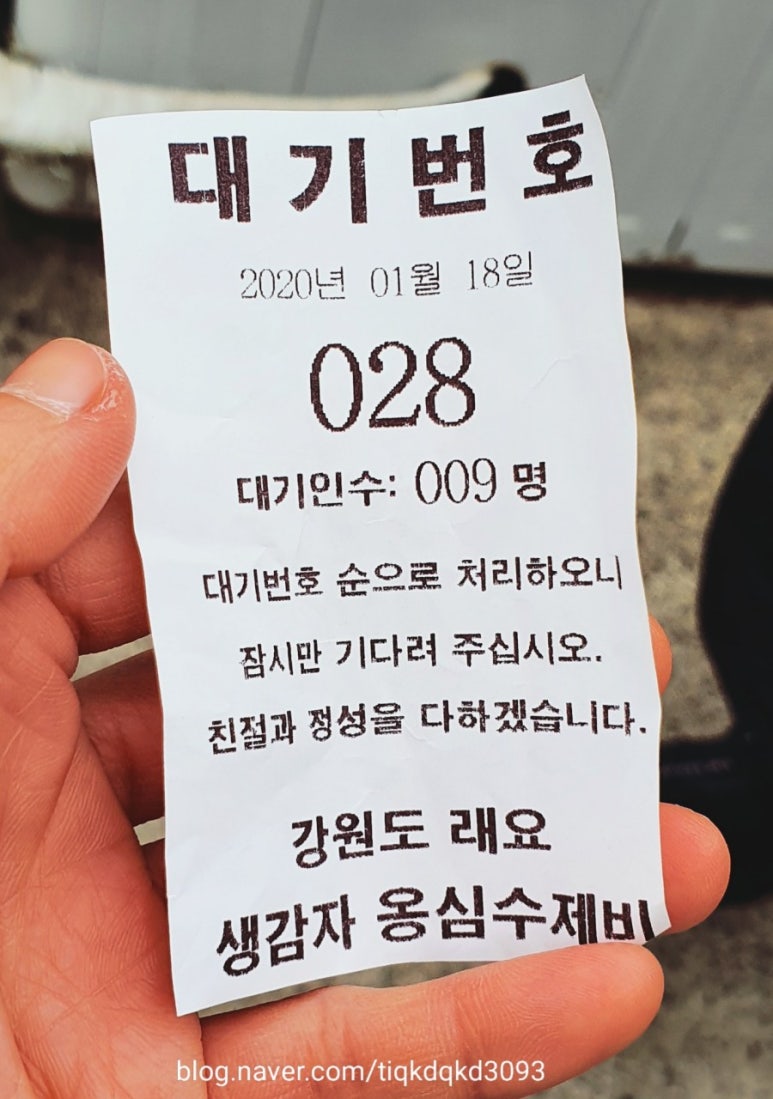 대기번호
2020년 01월 18일
028
대기인수: 009 명
대기번호 순으로 처리하오니
잠시만 기다려 주십시오.
친절과 정성을 다하겠습니다.
강원도 래요
생감자 옹심수제비
blog.naver.com/tiqkdqkd3093